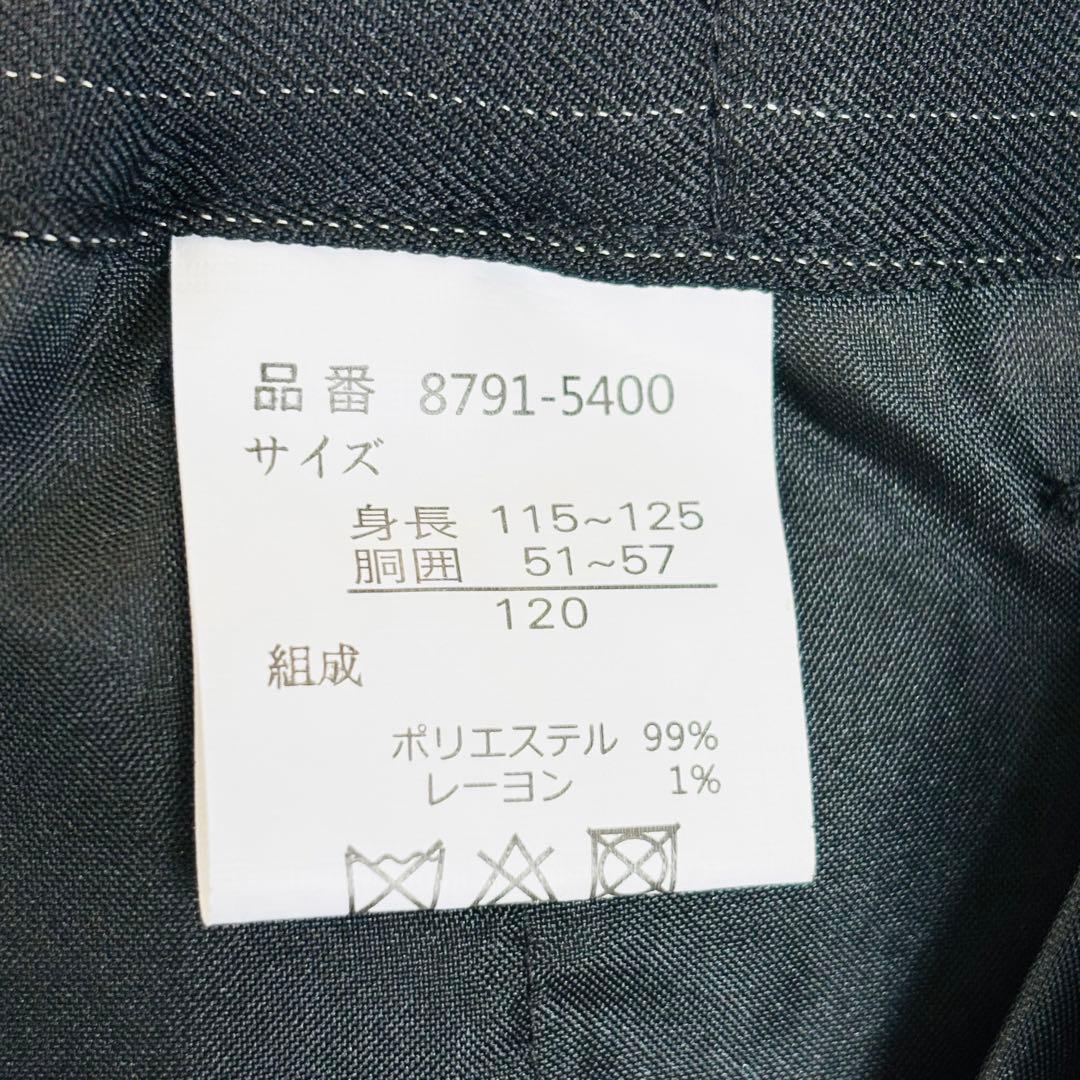 品番 8791-5400
サイズ
身長 115~125
胴囲 51~57
120
組成
ポリエステル 99%
レーヨン 1%